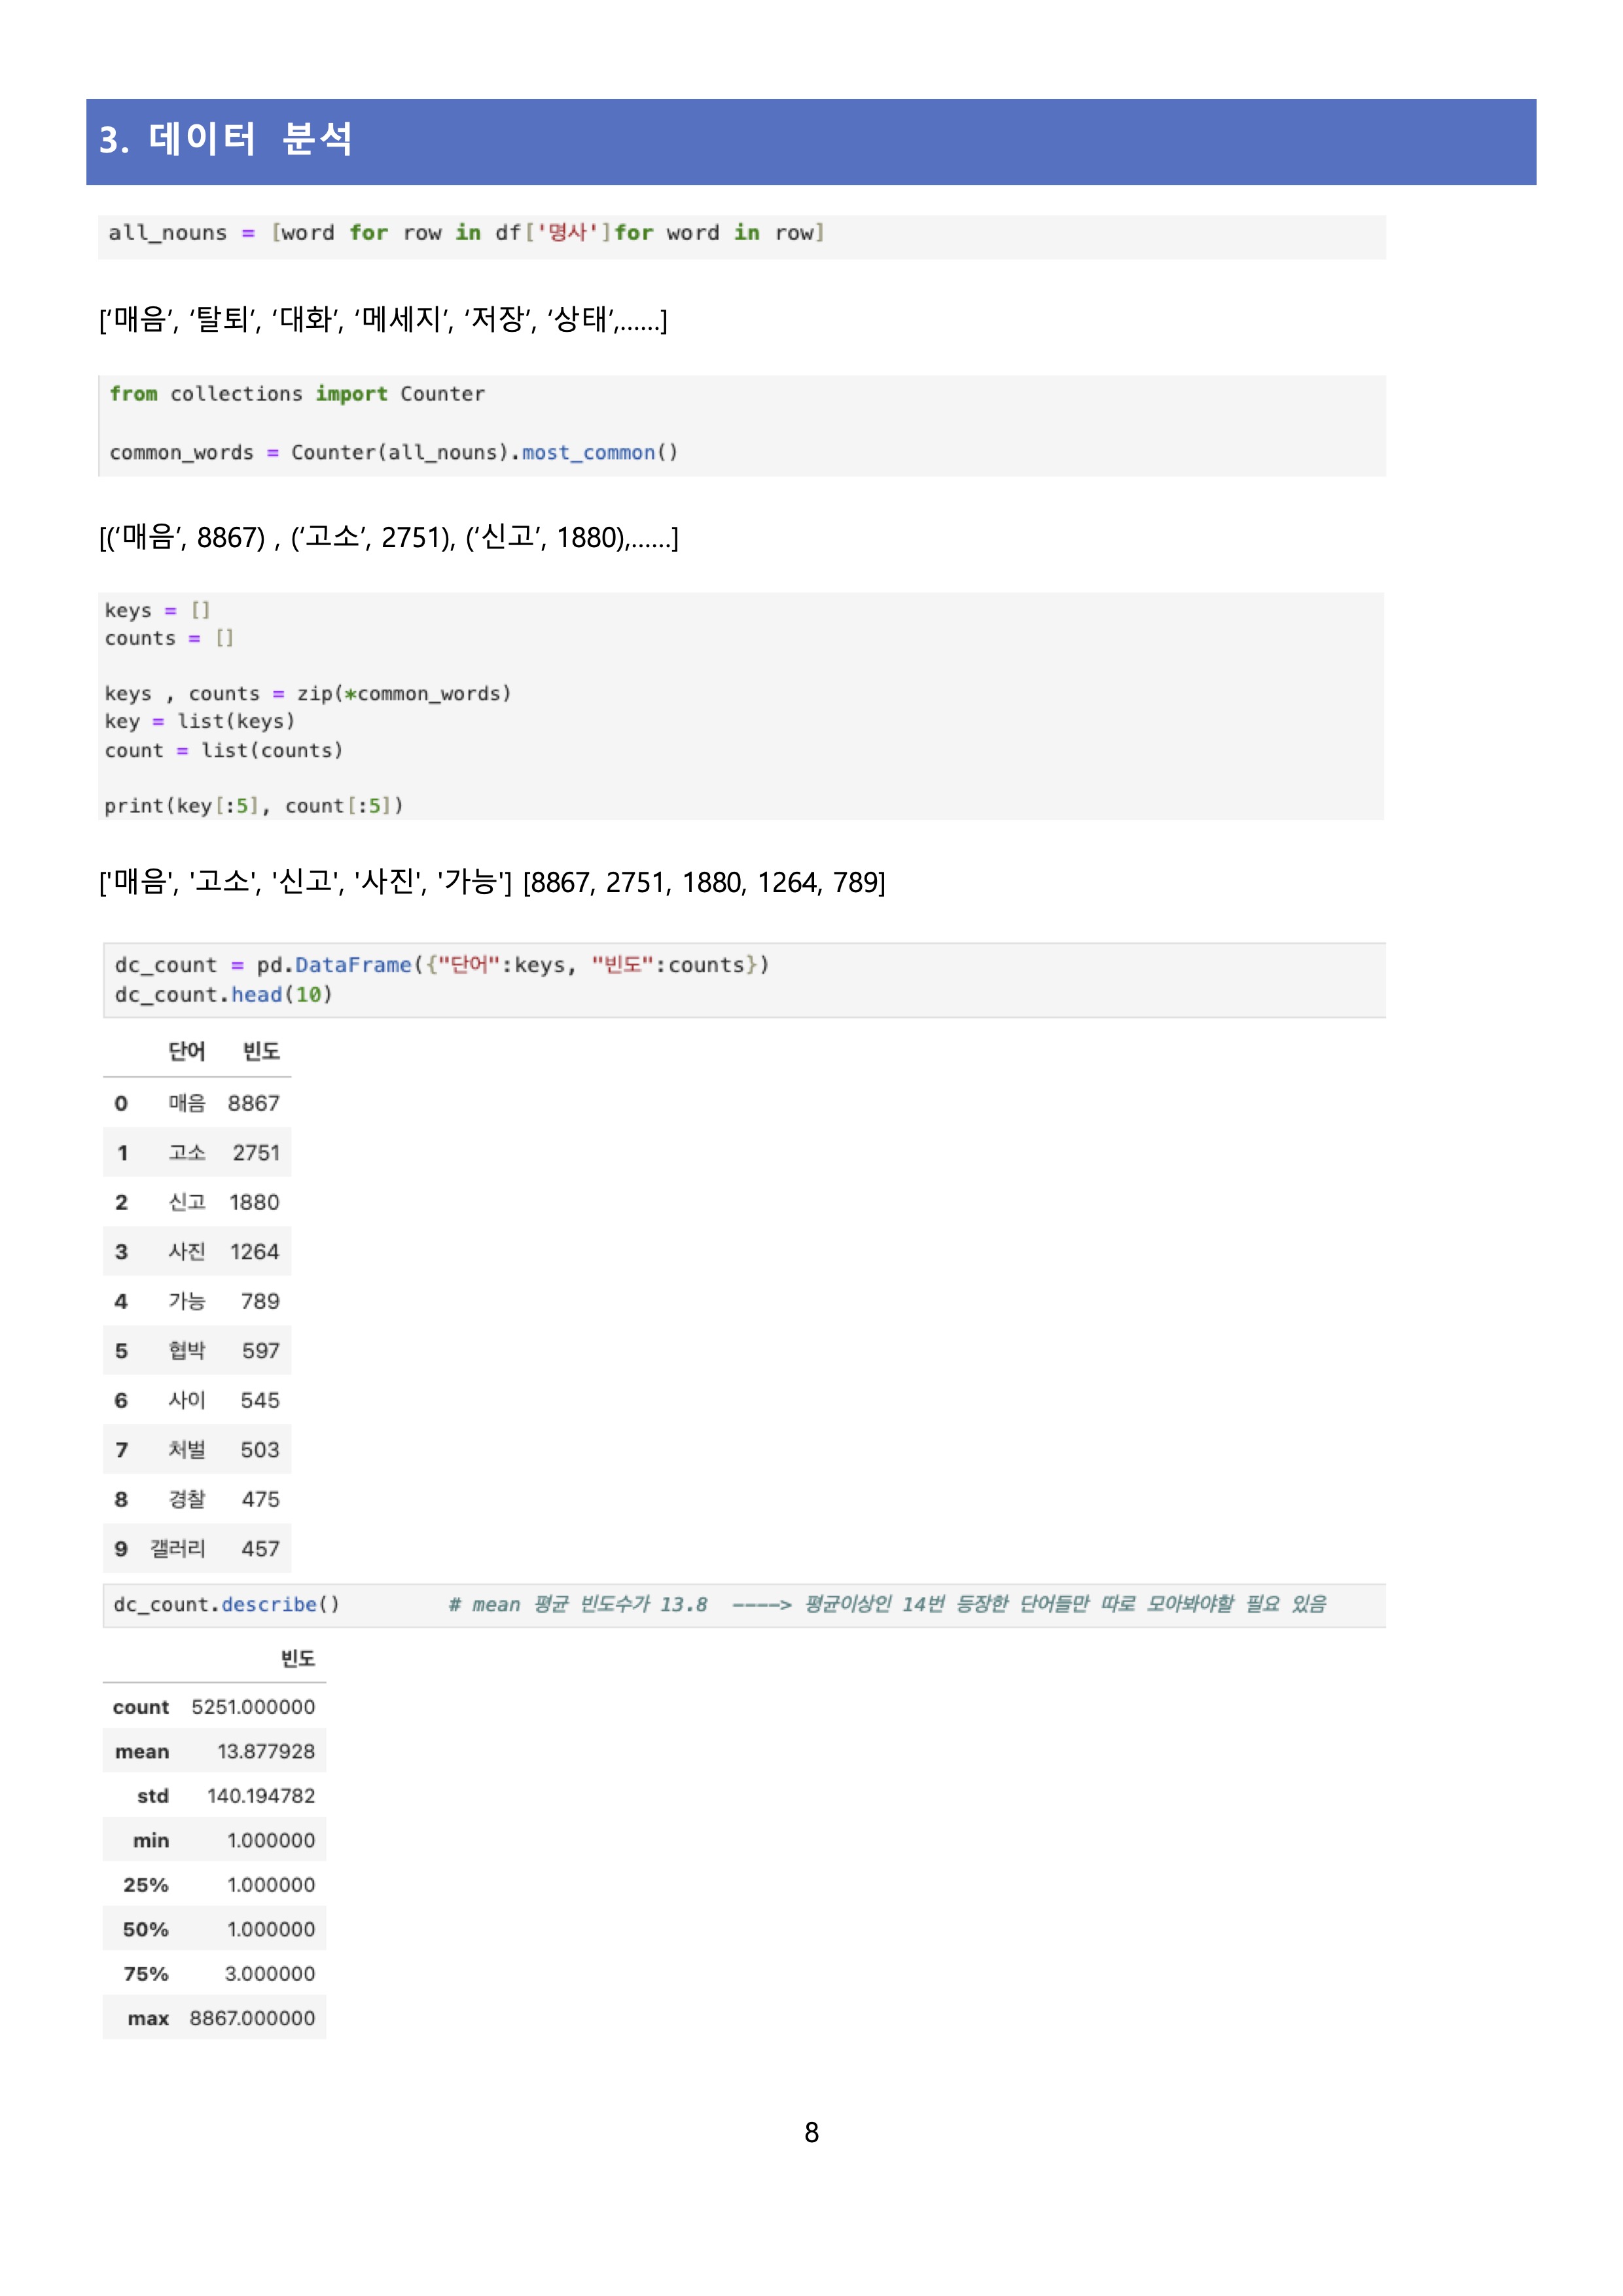 3. 데이터 분석
all_nouns = [word for row in df['명사']for word in row]
[‘매음’, ‘탈퇴’, ‘대화’, ‘메세지’, ‘저장’, ‘상태’,……]
from collections import Counter
common_words = Counter(all_nouns).most_common()
[(‘매음’, 8867) , (‘고소’, 2751), (‘신고’, 1880),……]
keys = []
counts = []
keys , counts = zip(*common_words)
key = list(keys)
count = list(counts)
print(key[:5], count[:5])
['매음', '고소', '신고', '사진', '가능'] [8867, 2751, 1880, 1264, 789]
dc_count = pd.DataFrame({"단어":keys, "빈도":counts})
dc_count.head(10)
단어 빈도
0 매음 8867
1 고소 2751
2 신고 1880
3 사진 1264
4 가능 789
5 협박 597
6 사이 545
7 처벌 503
8 경찰 475
9 갤러리 457
dc_count.describe() # mean 평균 빈도수가 13.8 ----> 평균이상인 14번 등장한 단어들만 따로 모아봐야할 필요 있음
빈도
count 5251.000000
mean 13.877928
std 140.194782
min 1.000000
25% 1.000000
50% 1.000000
75% 3.000000
max 8867.000000
8